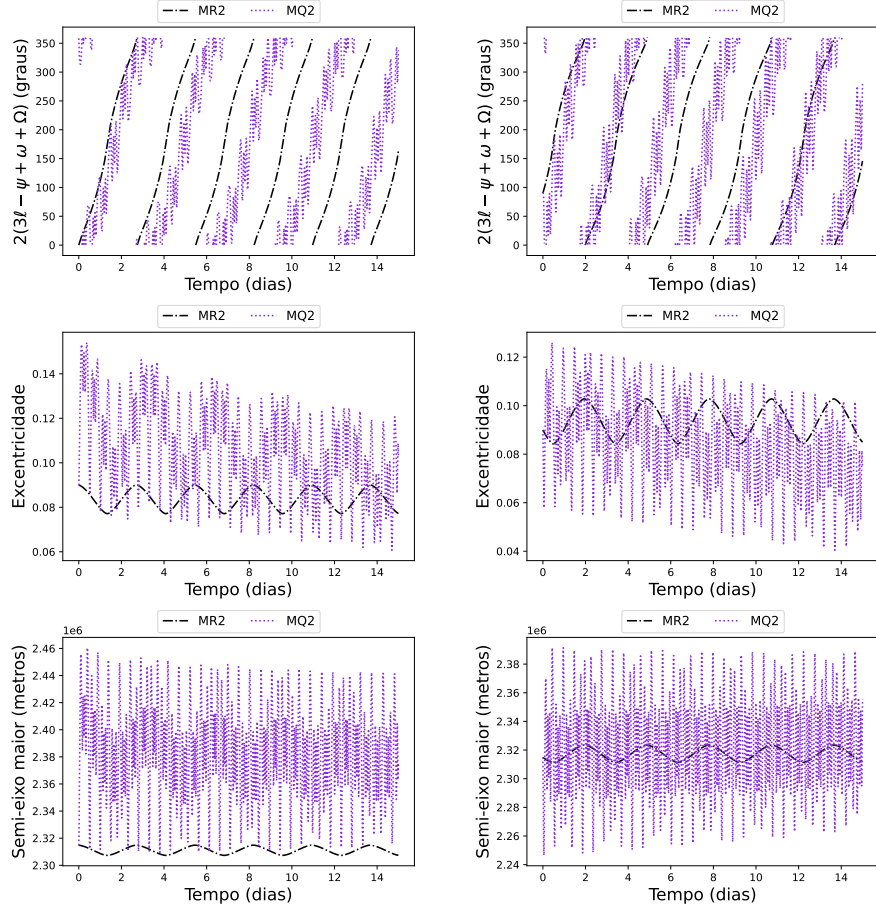 MR2 MQ2
2(3ℓ − ψ + ω + Ω) (graus)
350
300
250
200
150
100
50
0
0 2 4 6 8 10 12 14
Tempo (dias)
MR2 MQ2
2(3ℓ − ψ + ω + Ω) (graus)
350
300
250
200
150
100
50
0
0 2 4 6 8 10 12 14
Tempo (dias)
MR2 MQ2
Excentricidade
0.14
0.12
0.10
0.08
0.06
0 2 4 6 8 10 12 14
Tempo (dias)
MR2 MQ2
Excentricidade
0.12
0.10
0.08
0.06
0.04
0 2 4 6 8 10 12 14
Tempo (dias)
MR2 MQ2
1e6
Semi-eixo maior (metros)
2.46
2.44
2.42
2.40
2.38
2.36
2.34
2.32
2.30
0 2 4 6 8 10 12 14
Tempo (dias)
MR2 MQ2
1e6
Semi-eixo maior (metros)
2.38
2.36
2.34
2.32
2.30
2.28
2.26
2.24
0 2 4 6 8 10 12 14
Tempo (dias)